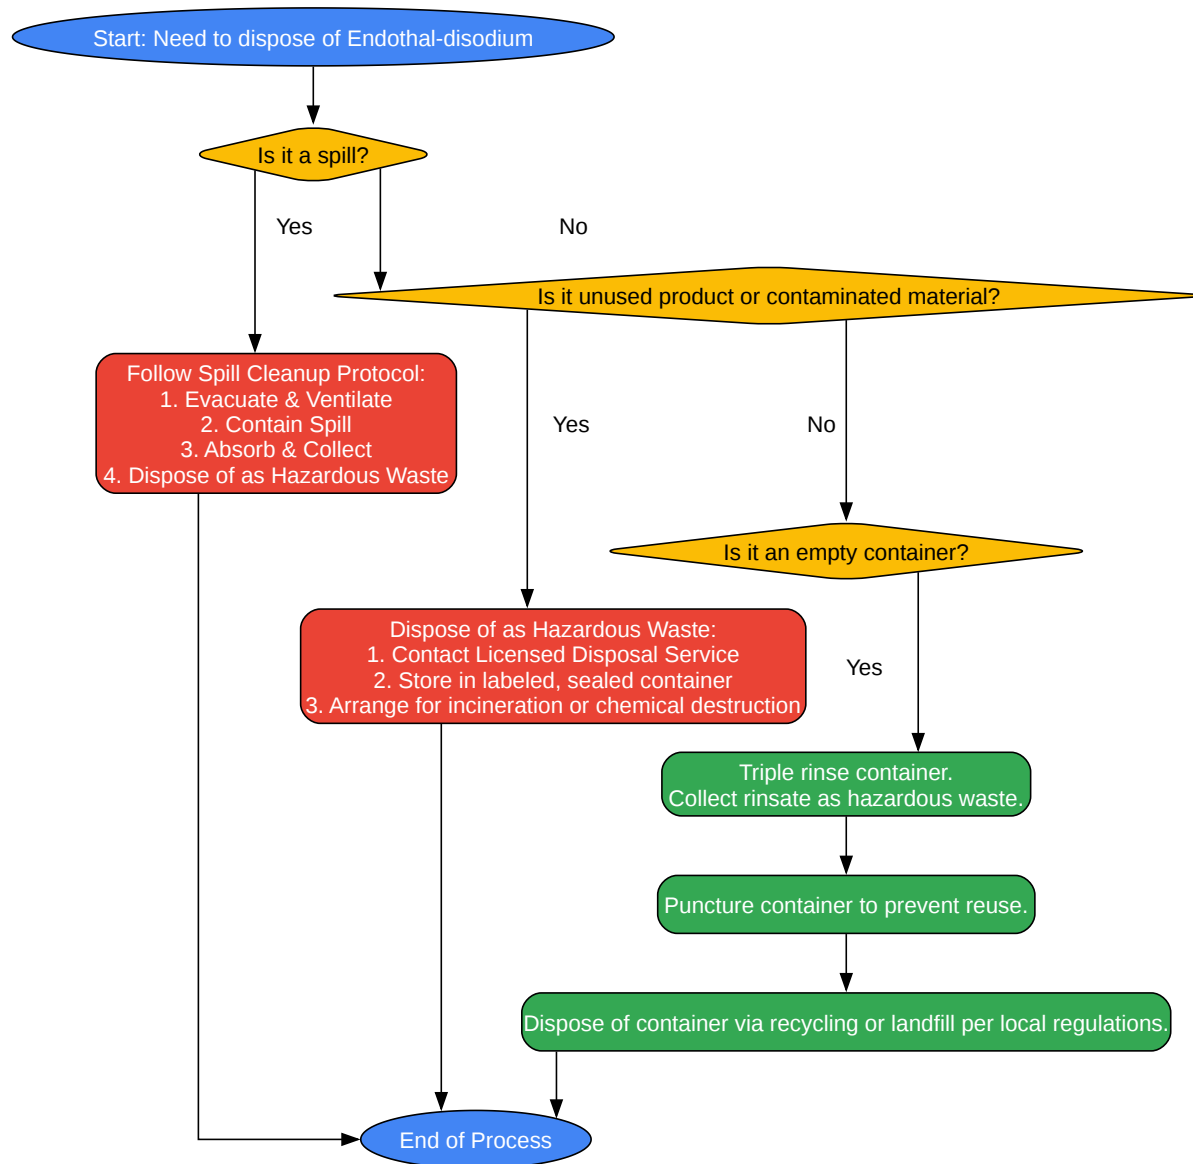 Start: Need to dispose of Endothal-disodium
Is it a spill?
Yes
No
Is it unused product or contaminated material?
Follow Spill Cleanup Protocol:
1. Evacuate & Ventilate
2. Contain Spill
3. Absorb & Collect
4. Dispose of as Hazardous Waste
Yes
No
Is it an empty container?
Dispose of as Hazardous Waste:
1. Contact Licensed Disposal Service
2. Store in labeled, sealed container
3. Arrange for incineration or chemical destruction
Yes
Triple rinse container.
Collect rinsate as hazardous waste.
Puncture container to prevent reuse.
Dispose of container via recycling or landfill per local regulations.
End of Process